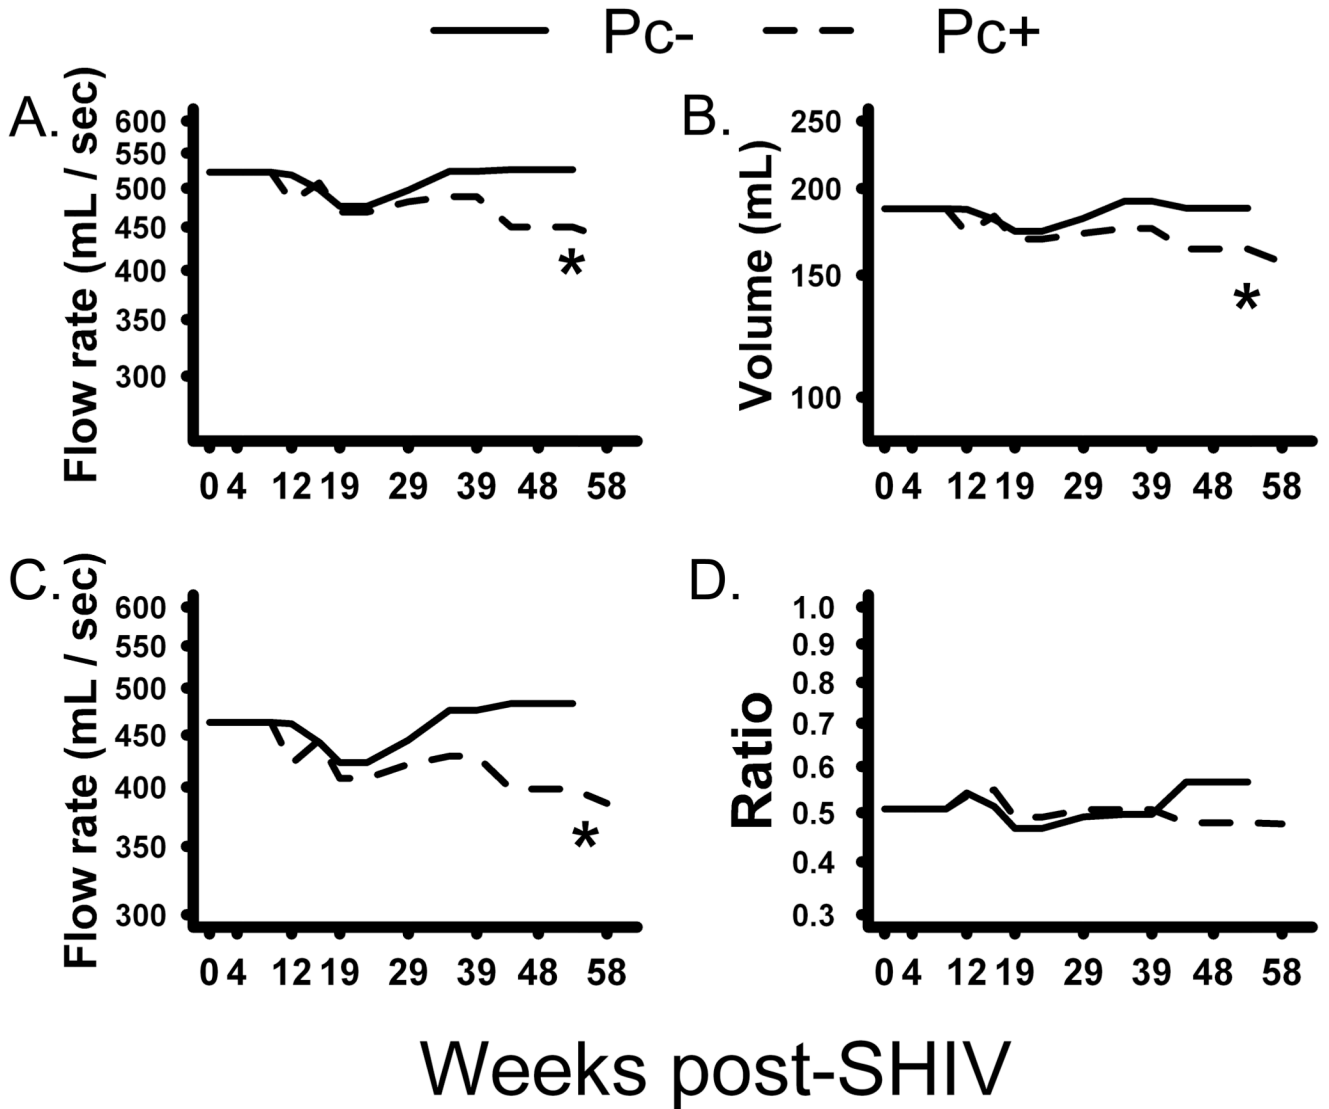 Pc- Pc+
A.
Flow rate (mL / sec)
600
550
500
450
400
350
300
*
0 4 12 19 29 39 48 58
B.
Volume (mL)
250
200
150
100
*
0 4 12 19 29 39 48 58
C.
Flow rate (mL / sec)
600
550
500
450
400
350
300
*
0 4 12 19 29 39 48 58
D.
Ratio
1.0
0.9
0.8
0.7
0.6
0.5
0.4
0.3
0 4 12 19 29 39 48 58
Weeks post-SHIV